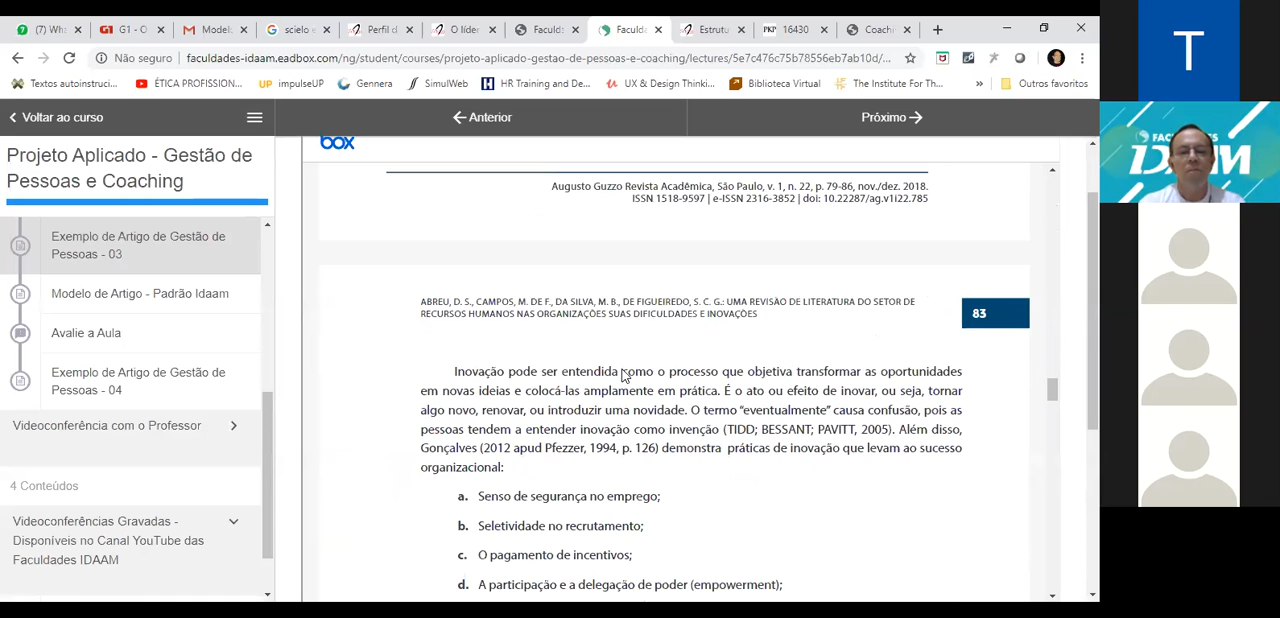 (7) Wh
G1 - O
Model
scielo e
Perfil d
O líder
Faculda
Faculda
Estrutu
PKP 16430
Coachi
Não seguro
faculdades-idaam.eadbox.com/ng/student/courses/projeto-aplicado-gestao-de-pessoas-e-coaching/lectures/5e7c476c75b78556eb7ab10d/...
Textos autoinstruci...
ÉTICA PROFISSION...
UP impulseUP
Gennera
SimulWeb
HR Training and De...
UX & Design Thinki...
Biblioteca Virtual
The Institute For Th...
»
Outros favoritos
Voltar ao curso
Anterior
Próximo
Projeto Aplicado - Gestão de
Pessoas e Coaching
Exemplo de Artigo de Gestão de
Pessoas - 03
Modelo de Artigo - Padrão Idaam
Avalie a Aula
Exemplo de Artigo de Gestão de
Pessoas - 04
Videoconferência com o Professor
4 Conteúdos
Videoconferências Gravadas -
Disponíveis no Canal YouTube das
Faculdades IDAAM
box
Augusto Guzzo Revista Acadêmica, São Paulo, v. 1, n. 22, p. 79-86, nov./dez. 2018.
ISSN 1518-9597 | e-ISSN 2316-3852 | doi: 10.22287/ag.v1i22.785
ABREU, D. S., CAMPOS, M. DE F., DA SILVA, M. B., DE FIGUEIREDO, S. C. G.: UMA REVISÃO DE LITERATURA DO SETOR DE
RECURSOS HUMANOS NAS ORGANIZAÇÕES SUAS DIFICULDADES E INOVAÇÕES
83
Inovação pode ser entendida como o processo que objetiva transformar as oportunidades
em novas ideias e colocá-las amplamente em prática. É o ato ou efeito de inovar, ou seja, tornar
algo novo, renovar, ou introduzir uma novidade. O termo “eventualmente” causa confusão, pois as
pessoas tendem a entender inovação como invenção (TIDD; BESSANT; PAVITT, 2005). Além disso,
Gonçalves (2012 apud Pfezzer, 1994, p. 126) demonstra práticas de inovação que levam ao sucesso
organizacional:
a. Senso de segurança no emprego;
b. Seletividade no recrutamento;
c. O pagamento de incentivos;
d. A participação e a delegação de poder (empowerment);
T
FACULDADES
IDAAM